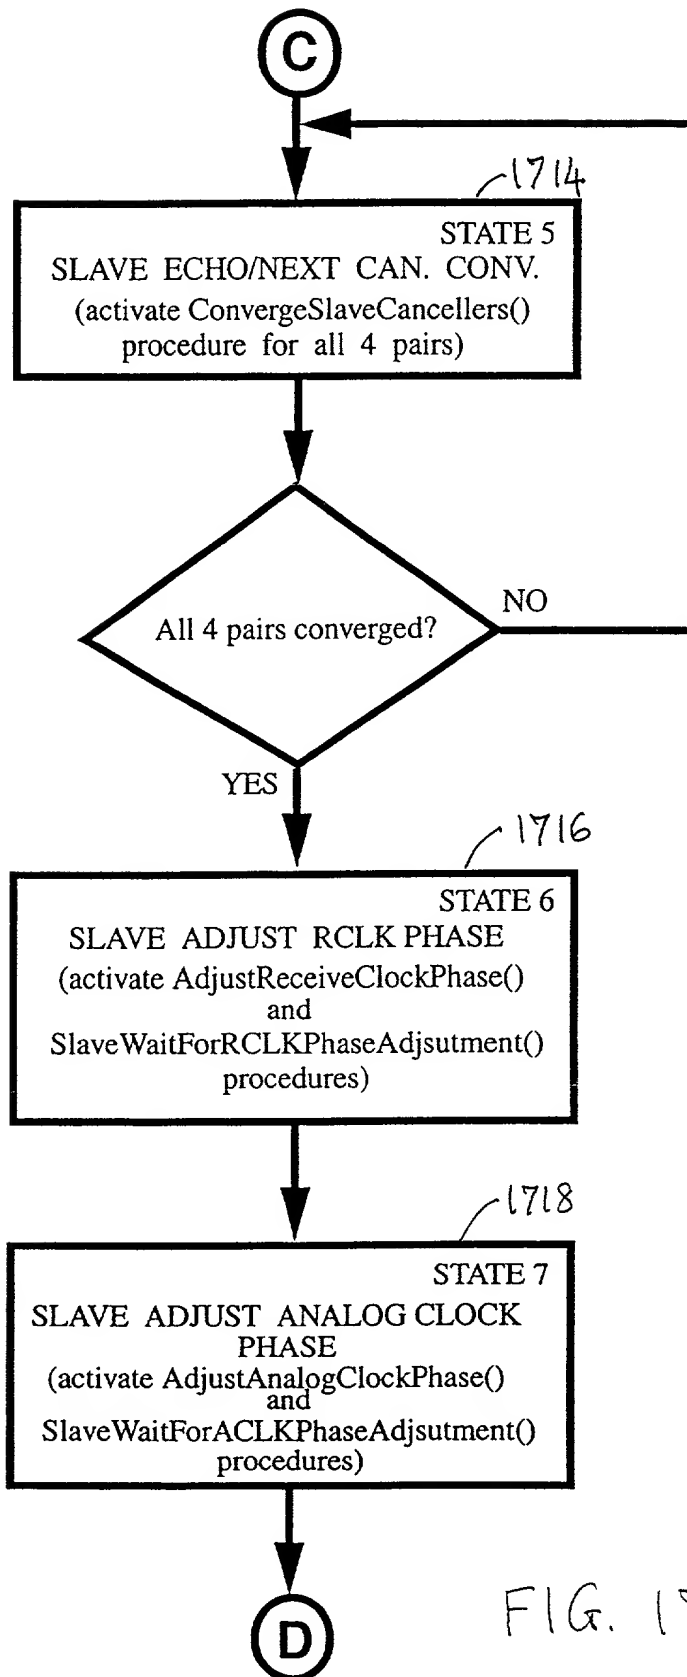 C
1714
STATE 5
SLAVE ECHO/NEXT CAN. CONV.
(activate ConvergeSlaveCancellers()
procedure for all 4 pairs)
All 4 pairs converged?
NO
YES
1716
STATE 6
SLAVE ADJUST RCLK PHASE
(activate AdjustReceiveClockPhase()
and
SlaveWaitForRCLKPhaseAdjsutment()
procedures)
1718
STATE 7
SLAVE ADJUST ANALOG CLOCK
PHASE
(activate AdjustAnalogClockPhase()
and
SlaveWaitForACLKPhaseAdjsutment()
procedures)
D
FIG.